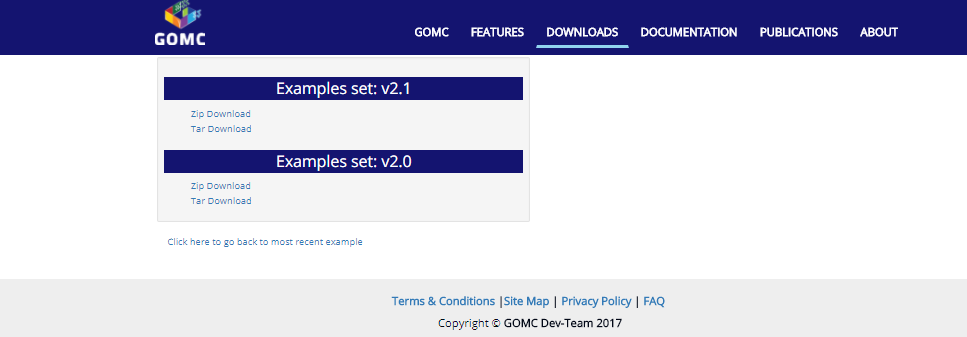 GOMC
GOMC FEATURES DOWNLOADS DOCUMENTATION PUBLICATIONS ABOUT
Examples set: v2.1
Zip Download
Tar Download
Examples set: v2.0
Zip Download
Tar Download
Click here to go back to most recent example
Terms & Conditions |Site Map | Privacy Policy | FAQ
Copyright © GOMC Dev-Team 2017